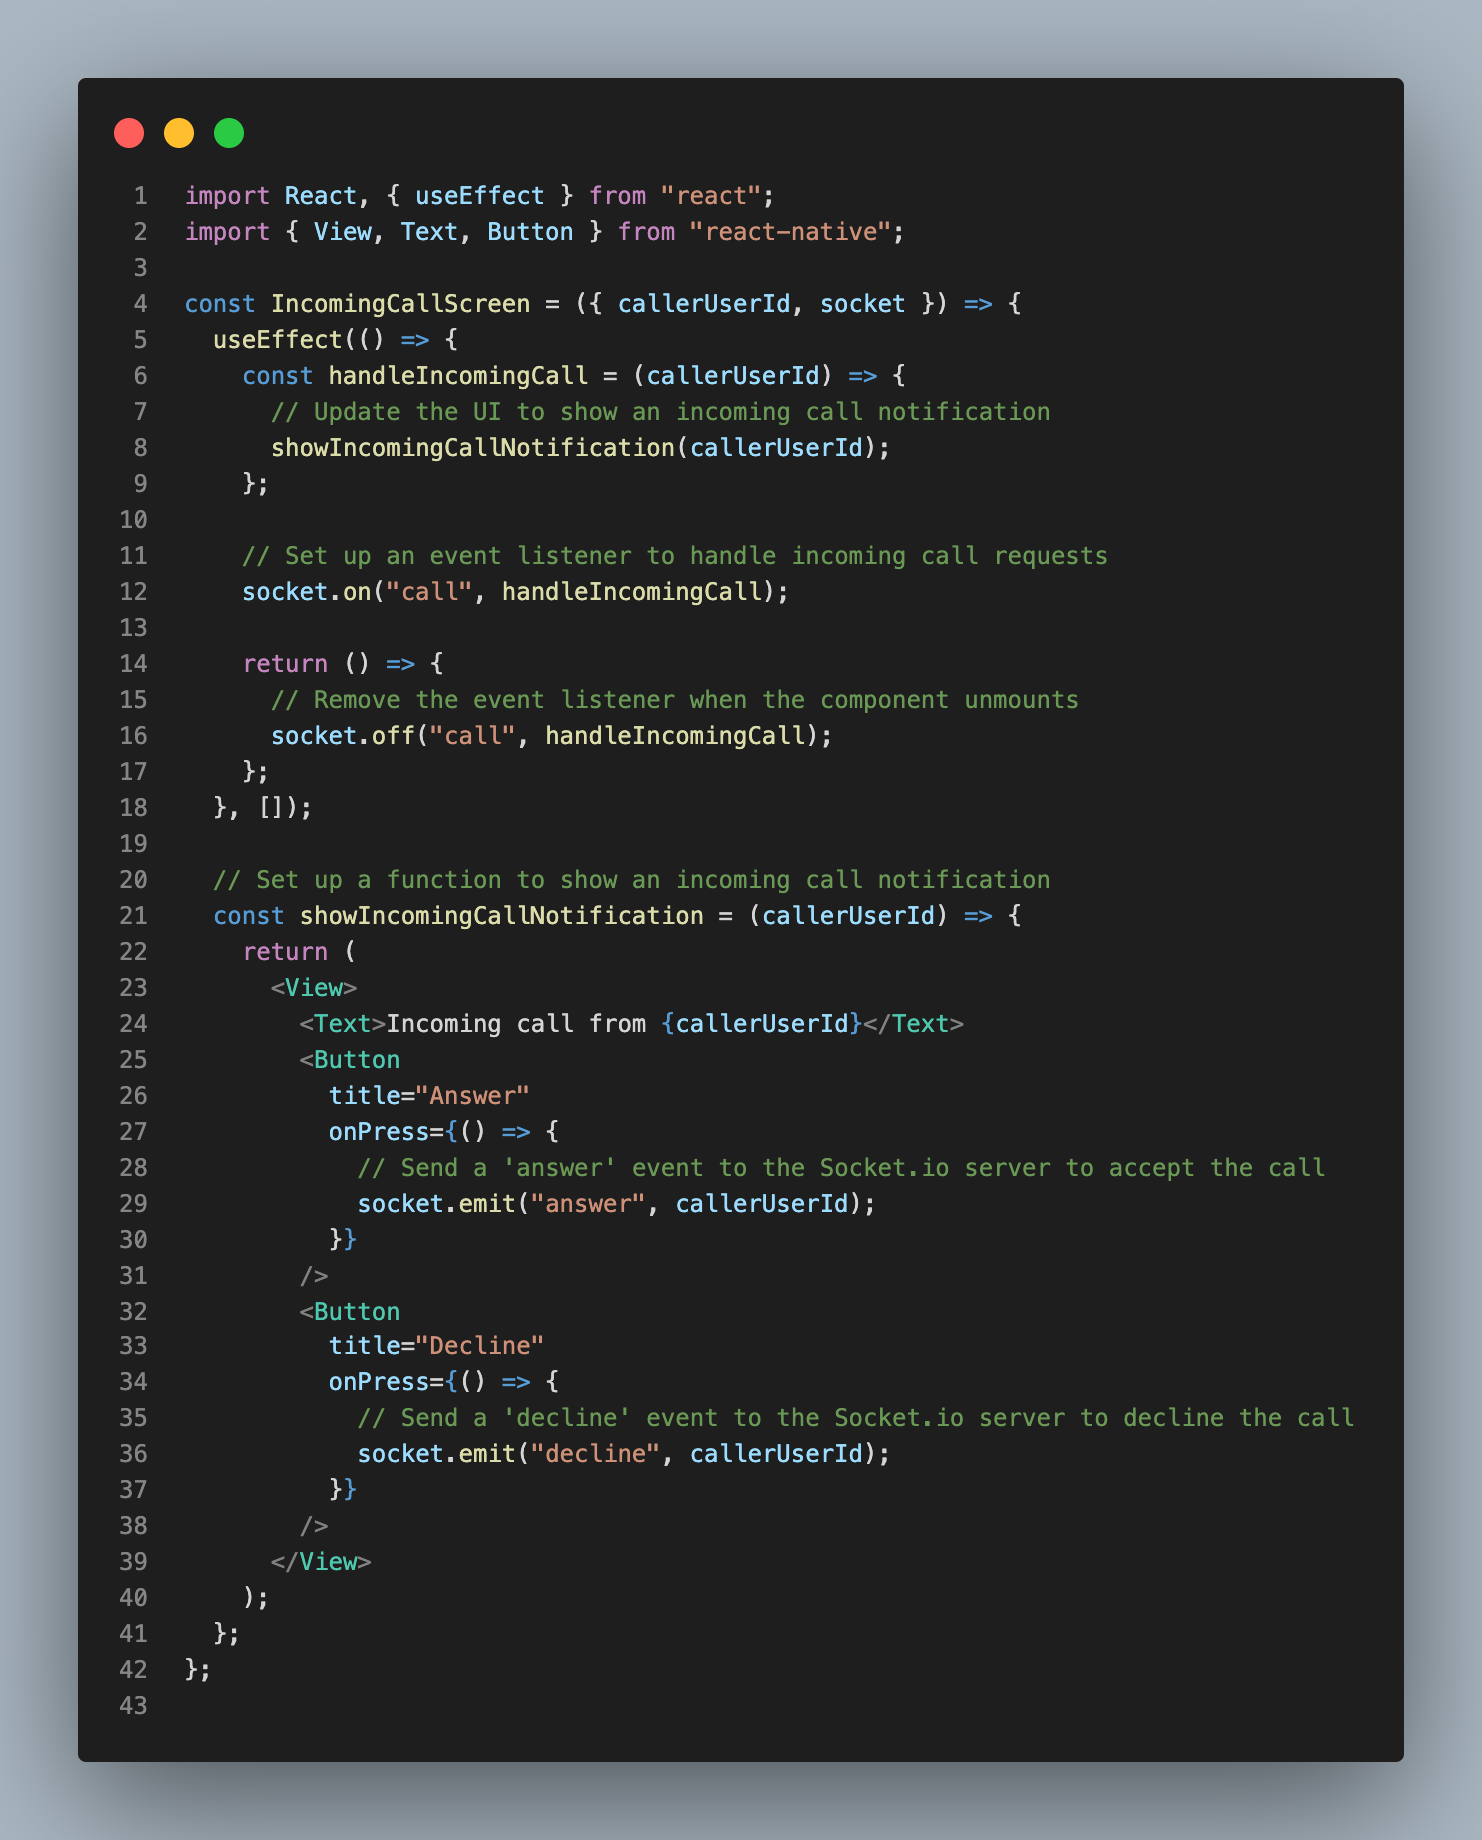 1 import React, { useEffect } from "react";
2 import { View, Text, Button } from "react-native";
3
4 const IncomingCallScreen = ({ callerUserId, socket }) => {
5   useEffect(() => {
6     const handleIncomingCall = (callerUserId) => {
7       // Update the UI to show an incoming call notification
8       showIncomingCallNotification(callerUserId);
9     };
10
11     // Set up an event listener to handle incoming call requests
12     socket.on("call", handleIncomingCall);
13
14     return () => {
15       // Remove the event listener when the component unmounts
16       socket.off("call", handleIncomingCall);
17     };
18   }, []);
19
20   // Set up a function to show an incoming call notification
21   const showIncomingCallNotification = (callerUserId) => {
22     return (
23       <View>
24         <Text>Incoming call from {callerUserId}</Text>
25         <Button
26           title="Answer"
27           onPress={() => {
28             // Send a 'answer' event to the Socket.io server to accept the call
29             socket.emit("answer", callerUserId);
30           }}
31         />
32         <Button
33           title="Decline"
34           onPress={() => {
35             // Send a 'decline' event to the Socket.io server to decline the call
36             socket.emit("decline", callerUserId);
37           }}
38         />
39       </View>
40     );
41   };
42 };
43